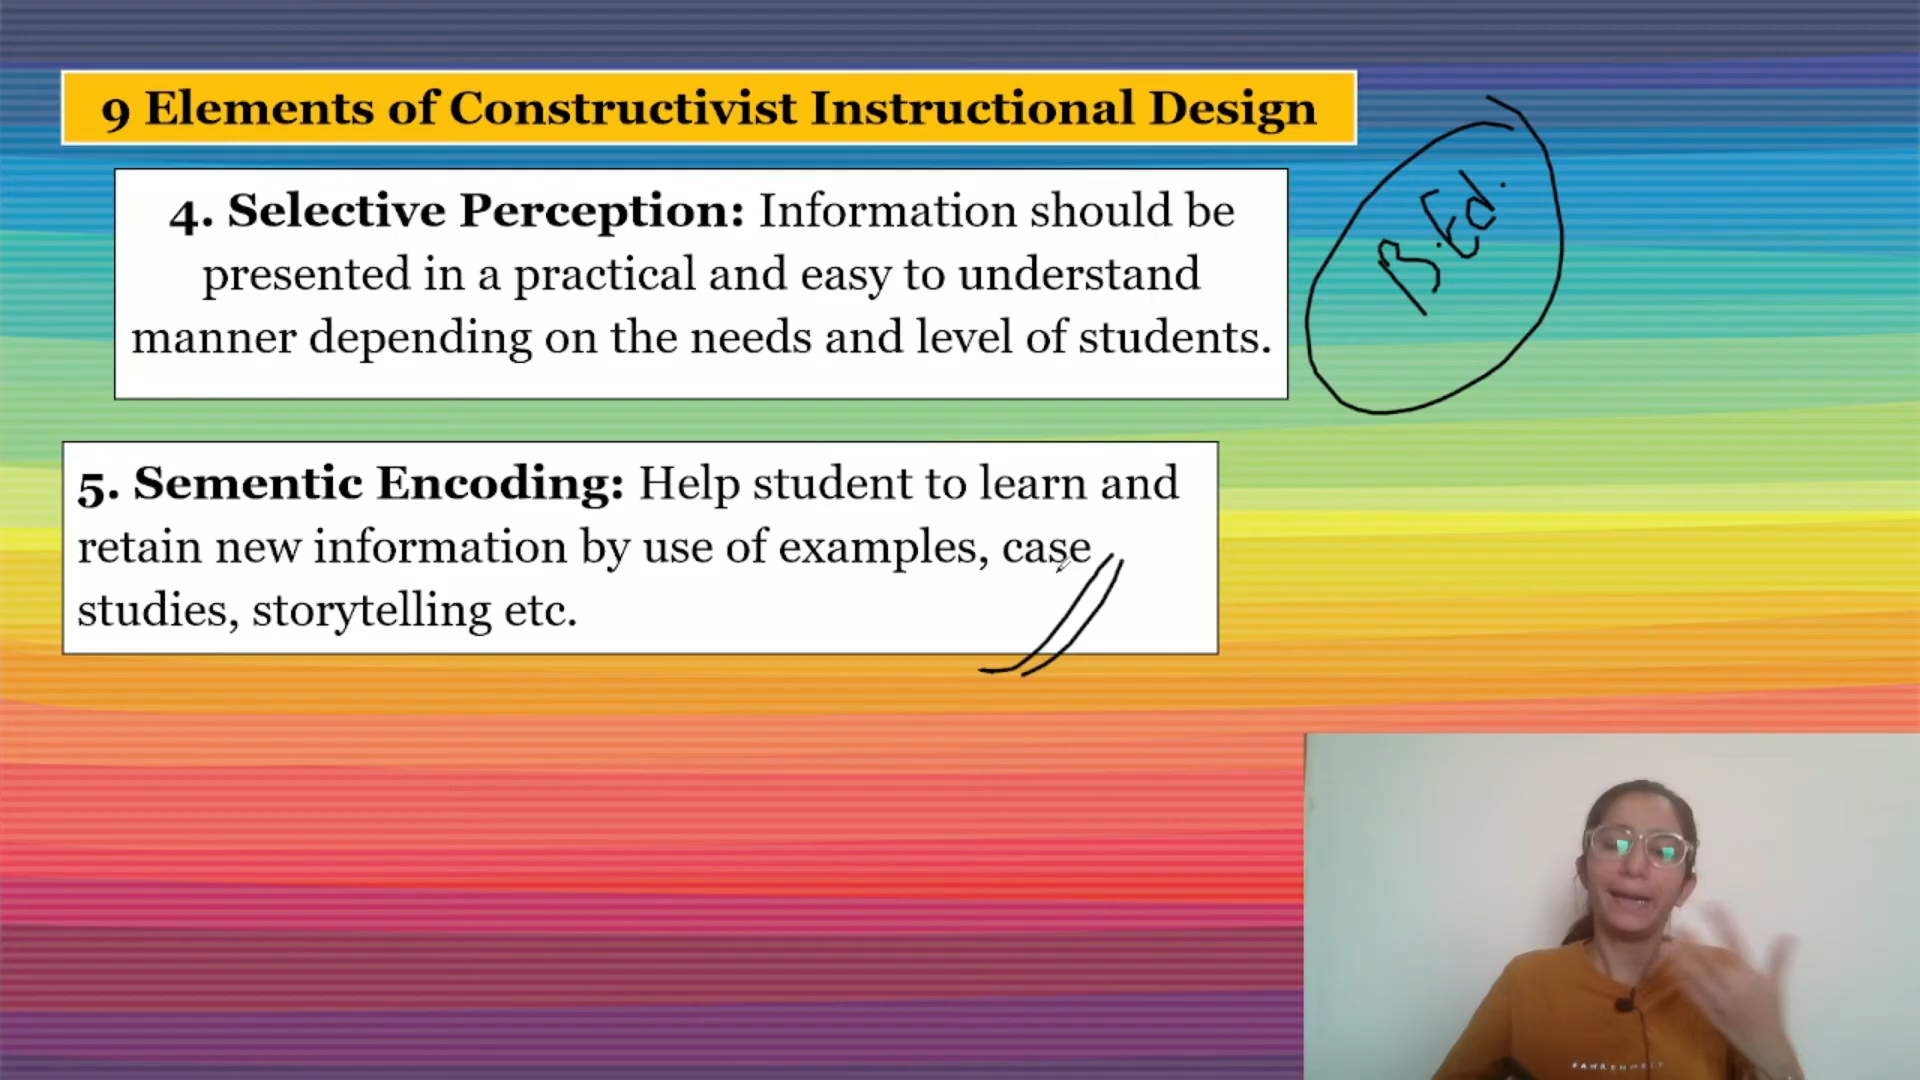 9 Elements of Constructivist Instructional Design
4. Selective Perception: Information should be
presented in a practical and easy to understand
manner depending on the needs and level of students.
B.Ed.
5. Sementic Encoding: Help student to learn and
retain new information by use of examples, case
studies, storytelling etc.
FAHRENHEIT